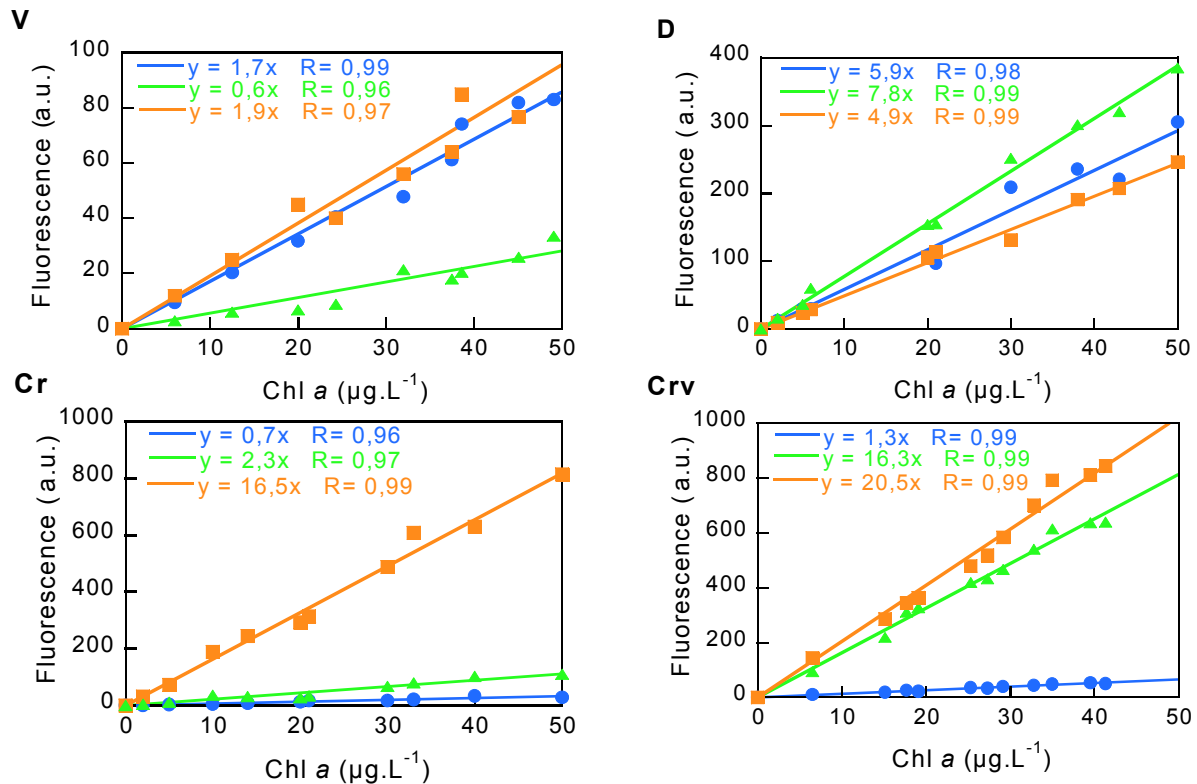 V
Fluorescence (a.u.)
100
80
60
40
20
0
y = 1,7x R= 0,99
y = 0,6x R= 0,96
y = 1,9x R= 0,97
0 10 20 30 40 50
Chl a (µg.L⁻¹)
D
Fluorescence ( a.u.)
400
300
200
100
0
y = 5,9x R= 0,98
y = 7,8x R= 0,99
y = 4,9x R= 0,99
0 10 20 30 40 50
Chl a (µg.L⁻¹)
Cr
Fluorescence ( a.u.)
1000
800
600
400
200
0
y = 0,7x R= 0,96
y = 2,3x R= 0,97
y = 16,5x R= 0,99
0 10 20 30 40 50
Chl a (µg.L⁻¹)
Crv
Fluorescence ( a.u.)
1000
800
600
400
200
0
y = 1,3x R= 0,99
y = 16,3x R= 0,99
y = 20,5x R= 0,99
0 10 20 30 40 50
Chl a (µg.L⁻¹)